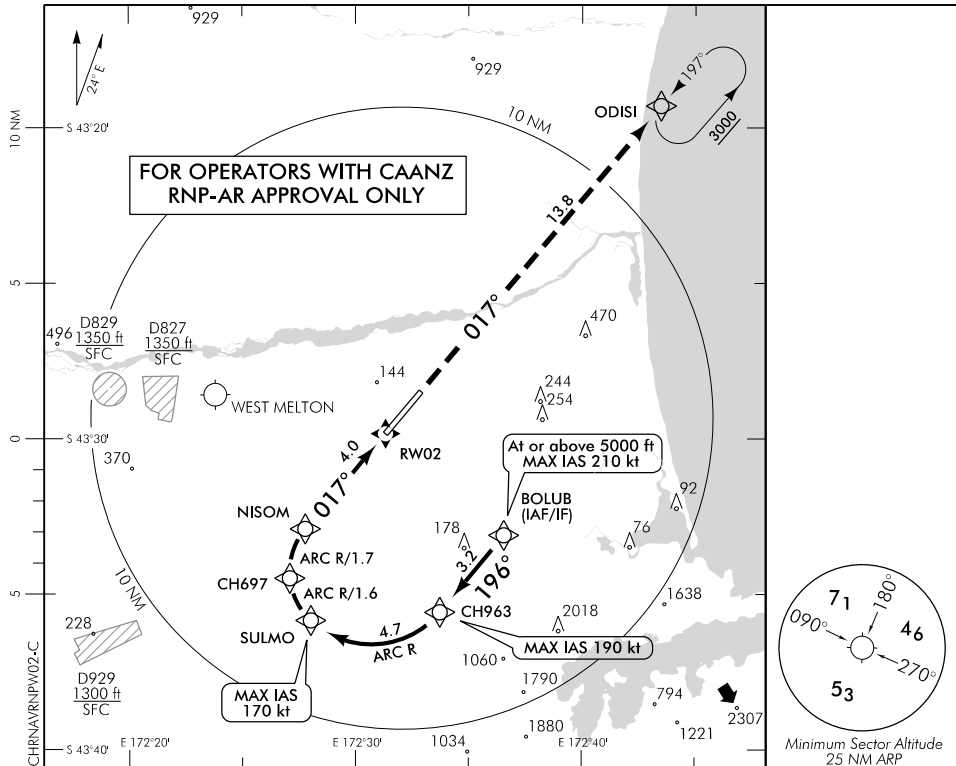 929
929
24° E
197°
ODISI
3000
10 NM
10 NM
S 43°20'
FOR OPERATORS WITH CAANZ
RNP-AR APPROVAL ONLY
13.8
017°
5
470
D829
1350 ft
SFC
D827
1350 ft
SFC
496
144
244
254
WEST MELTON
0
S 43°30'
RW02
4.0
370
At or above 5000 ft
MAX IAS 210 kt
017°
92
NISOM
BOLUB
(IAF/IF)
178
76
ARC R/1.7
3.2
196°
CH697
ARC R/1.6
10 NM
5
CH963
1638
228
SULMO
4.7
ARC R
2018
MAX IAS 190 kt
1060
D929
1300 ft
SFC
MAX IAS
170 kt
1790
794
2307
1880
1221
1034
S 43°40'
E 172°20'
E 172°30'
E 172°40'
CHRNAVRNPW02-C
71
180°
090°
46
270°
53
Minimum Sector Altitude
25 NM ARP